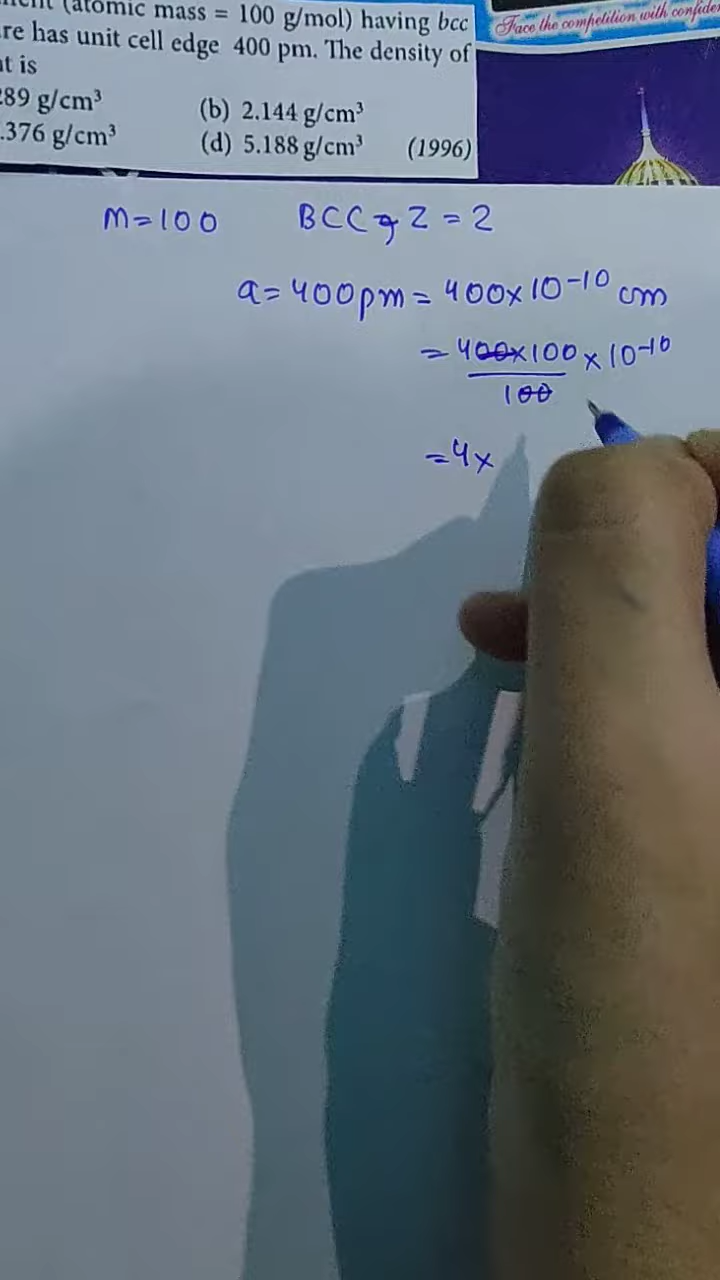 (atomic mass = 100 g/mol) having bcc
re has unit cell edge 400 pm. The density of
t is
89 g/cm³
(b) 2.144 g/cm³
.376 g/cm³
(d) 5.188 g/cm³ (1996)
Face the competition with confiden
M=100 BCC → Z = 2
a = 400pm = 400×10⁻¹⁰ cm
= 400×100 × 10⁻¹⁰
100
= 4×